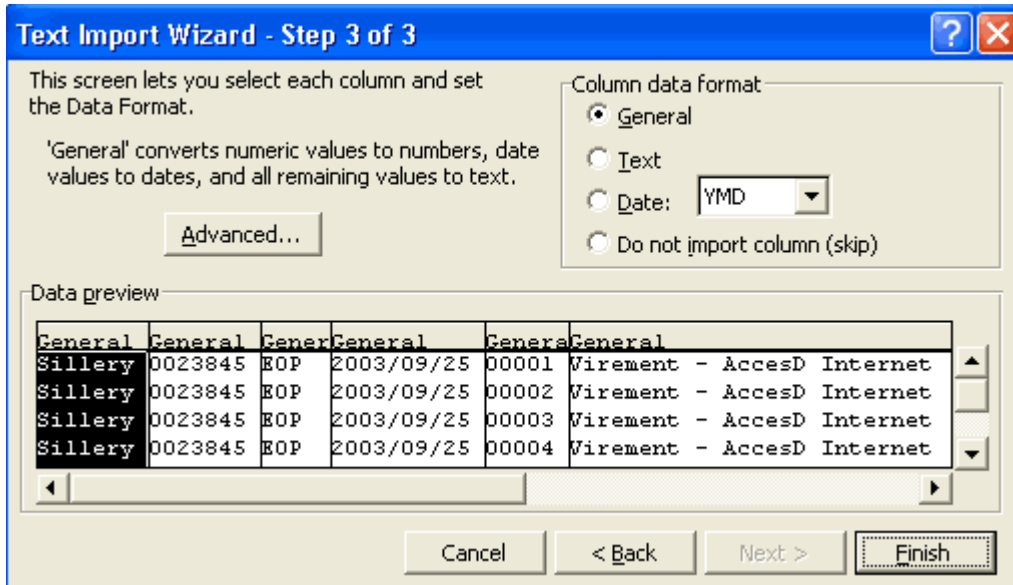 Text Import Wizard - Step 3 of 3
This screen lets you select each column and set
the Data Format.
'General' converts numeric values to numbers, date
values to dates, and all remaining values to text.
Advanced...
Column data format
General
Text
Date: YMD
Do not import column (skip)
Data preview
General General Gener General Genera General
Sillery 0023845 EOP 2003/09/25 00001 Virement - AccesD Internet
Sillery 0023845 EOP 2003/09/25 00002 Virement - AccesD Internet
Sillery 0023845 EOP 2003/09/25 00003 Virement - AccesD Internet
Sillery 0023845 EOP 2003/09/25 00004 Virement - AccesD Internet
Cancel < Back Next > Finish